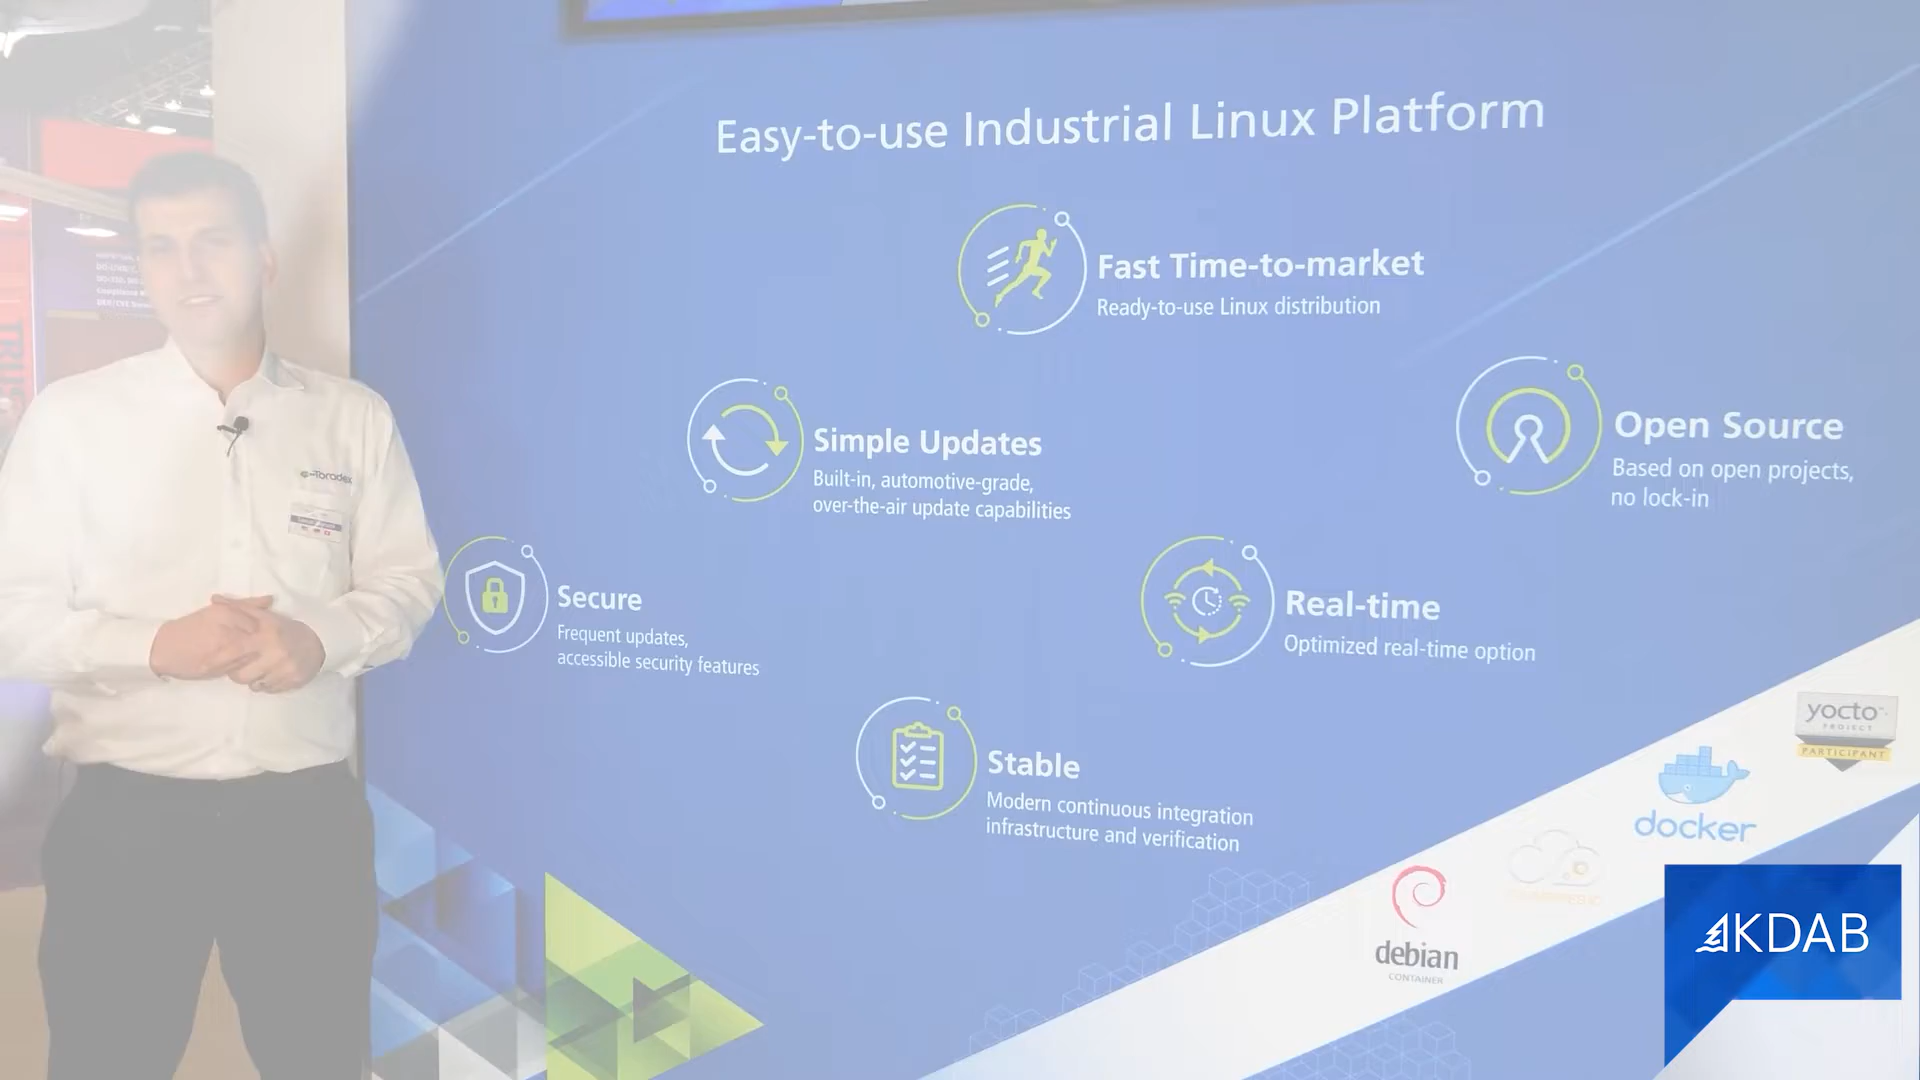 Easy-to-use Industrial Linux Platform
Fast Time-to-market
Ready-to-use Linux distribution
Simple Updates
Built-in, automotive-grade,
over-the-air update capabilities
Open Source
Based on open projects,
no lock-in
Secure
Frequent updates,
accessible security features
Real-time
Optimized real-time option
Stable
Modern continuous integration
infrastructure and verification
Toradex
yocto
PROJECT
PARTICIPANT
docker
debian
CONTAINER
KDAB